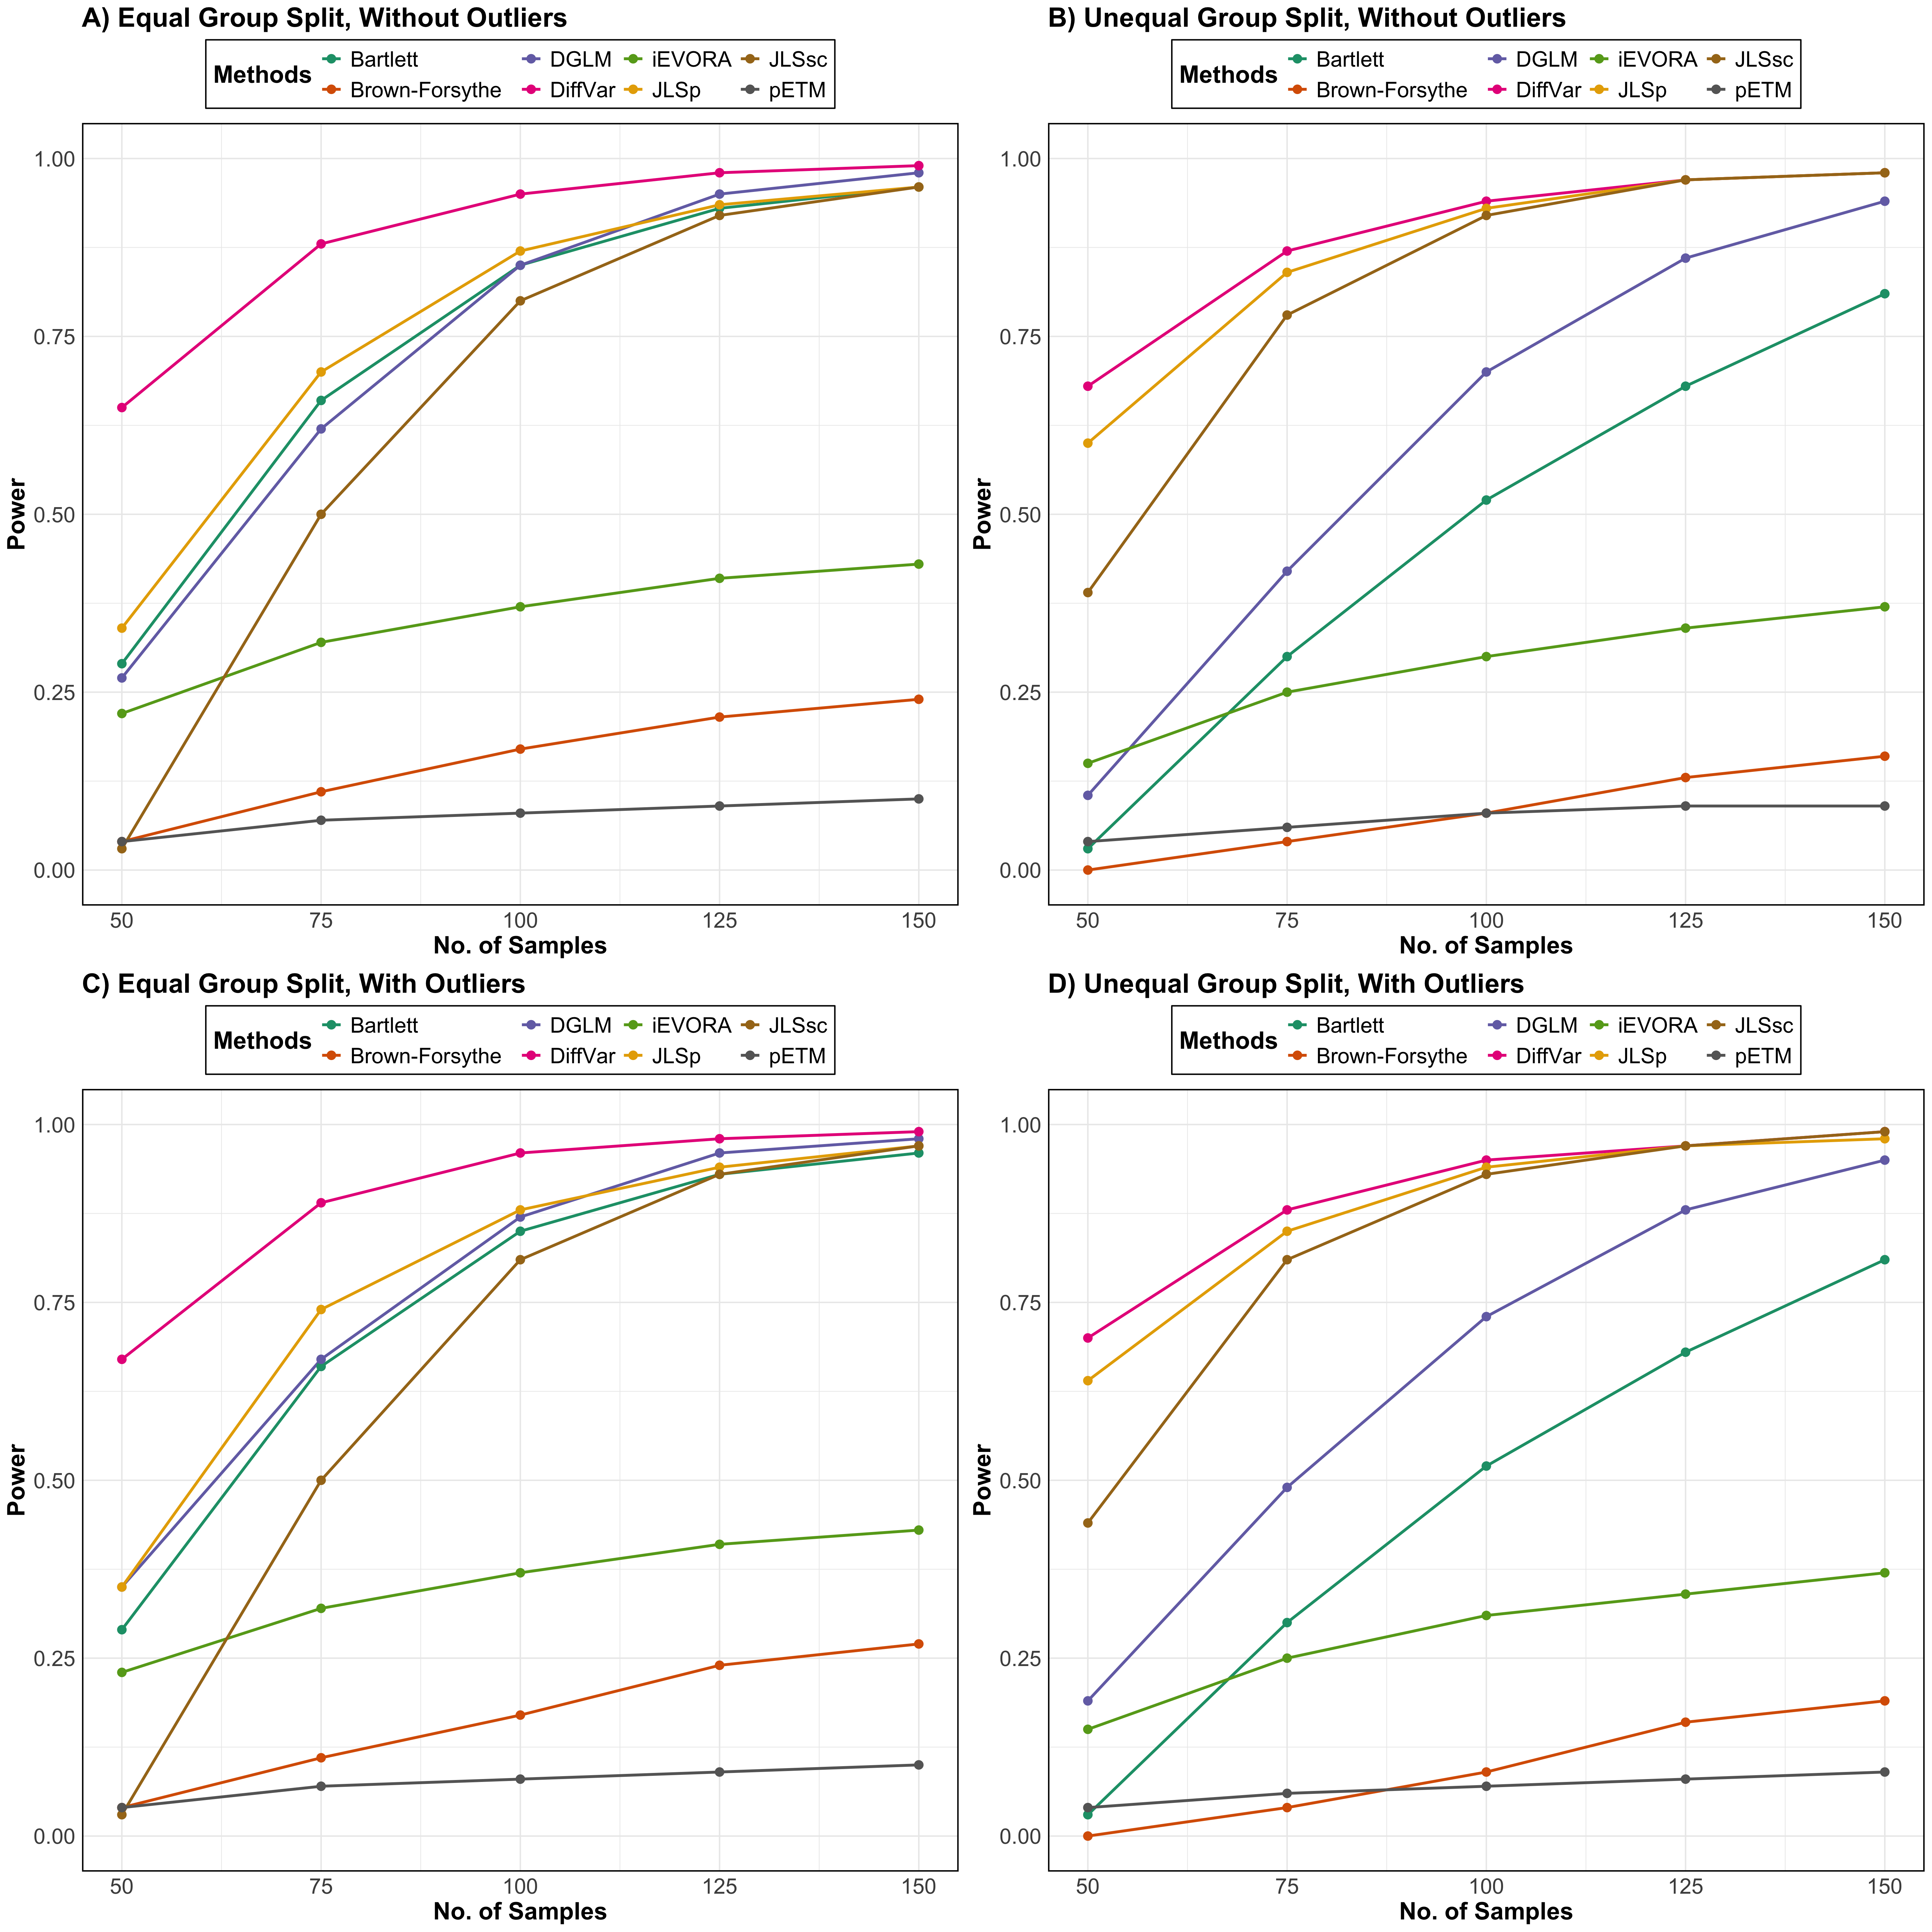 A) Equal Group Split, Without Outliers
Methods
Bartlett
DGLM
iEVORA
JLSsc
Brown-Forsythe
DiffVar
JLSp
pETM
1.00
0.75
0.50
0.25
0.00
Power
50 75 100 125 150
No. of Samples
B) Unequal Group Split, Without Outliers
Methods
Bartlett
DGLM
iEVORA
JLSsc
Brown-Forsythe
DiffVar
JLSp
pETM
1.00
0.75
0.50
0.25
0.00
Power
50 75 100 125 150
No. of Samples
C) Equal Group Split, With Outliers
Methods
Bartlett
DGLM
iEVORA
JLSsc
Brown-Forsythe
DiffVar
JLSp
pETM
1.00
0.75
0.50
0.25
0.00
Power
50 75 100 125 150
No. of Samples
D) Unequal Group Split, With Outliers
Methods
Bartlett
DGLM
iEVORA
JLSsc
Brown-Forsythe
DiffVar
JLSp
pETM
1.00
0.75
0.50
0.25
0.00
Power
50 75 100 125 150
No. of Samples